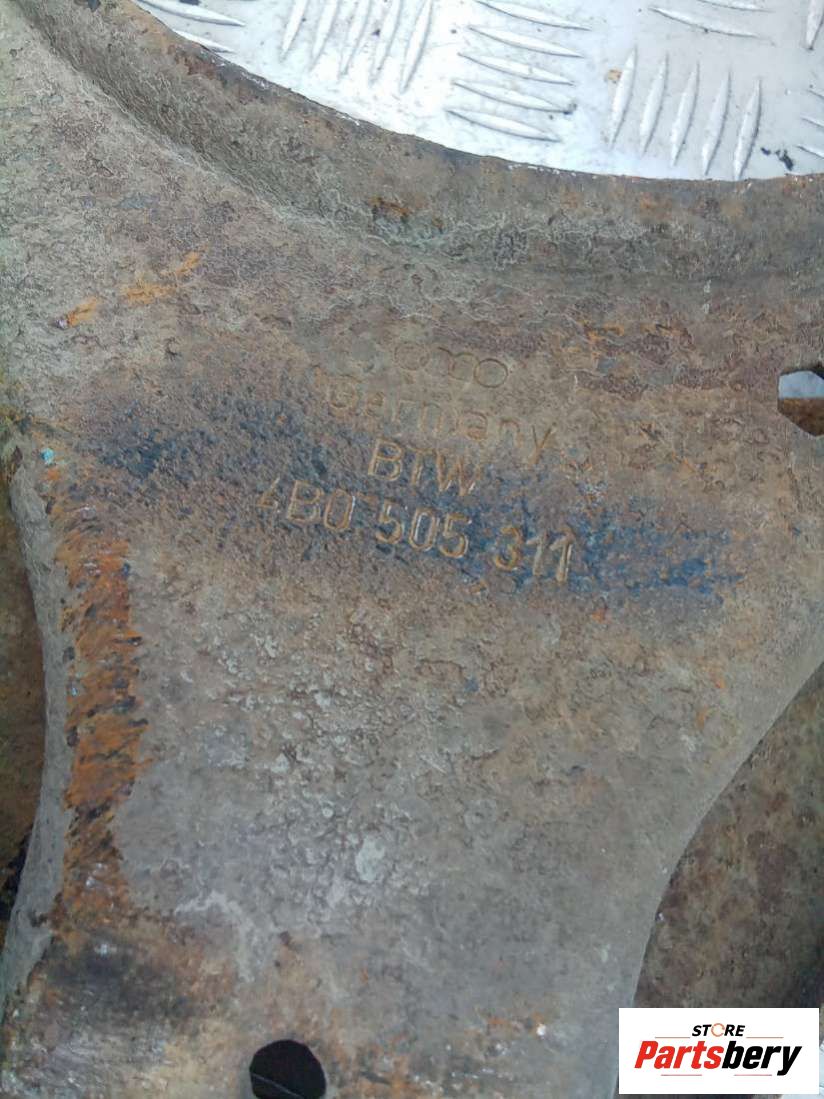 Germany
BTW
4B0 505 311
STORE
Partsbery